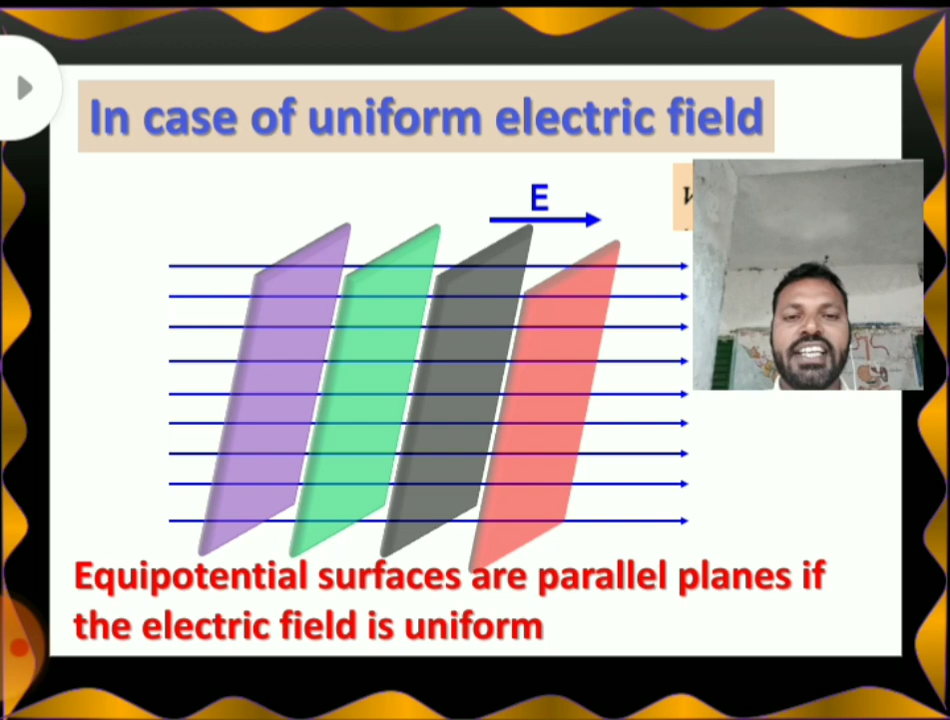 In case of uniform electric field
E
Equipotential surfaces are parallel planes if
the electric field is uniform